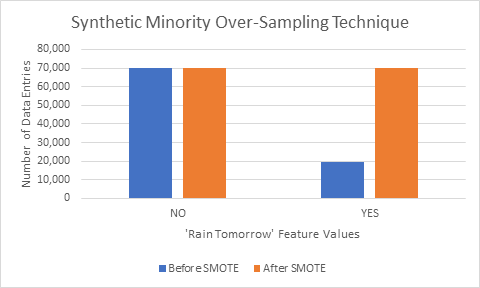 Synthetic Minority Over-Sampling Technique
Number of Data Entries
80,000
70,000
60,000
50,000
40,000
30,000
20,000
10,000
0
NO
YES
'Rain Tomorrow' Feature Values
Before SMOTE
After SMOTE